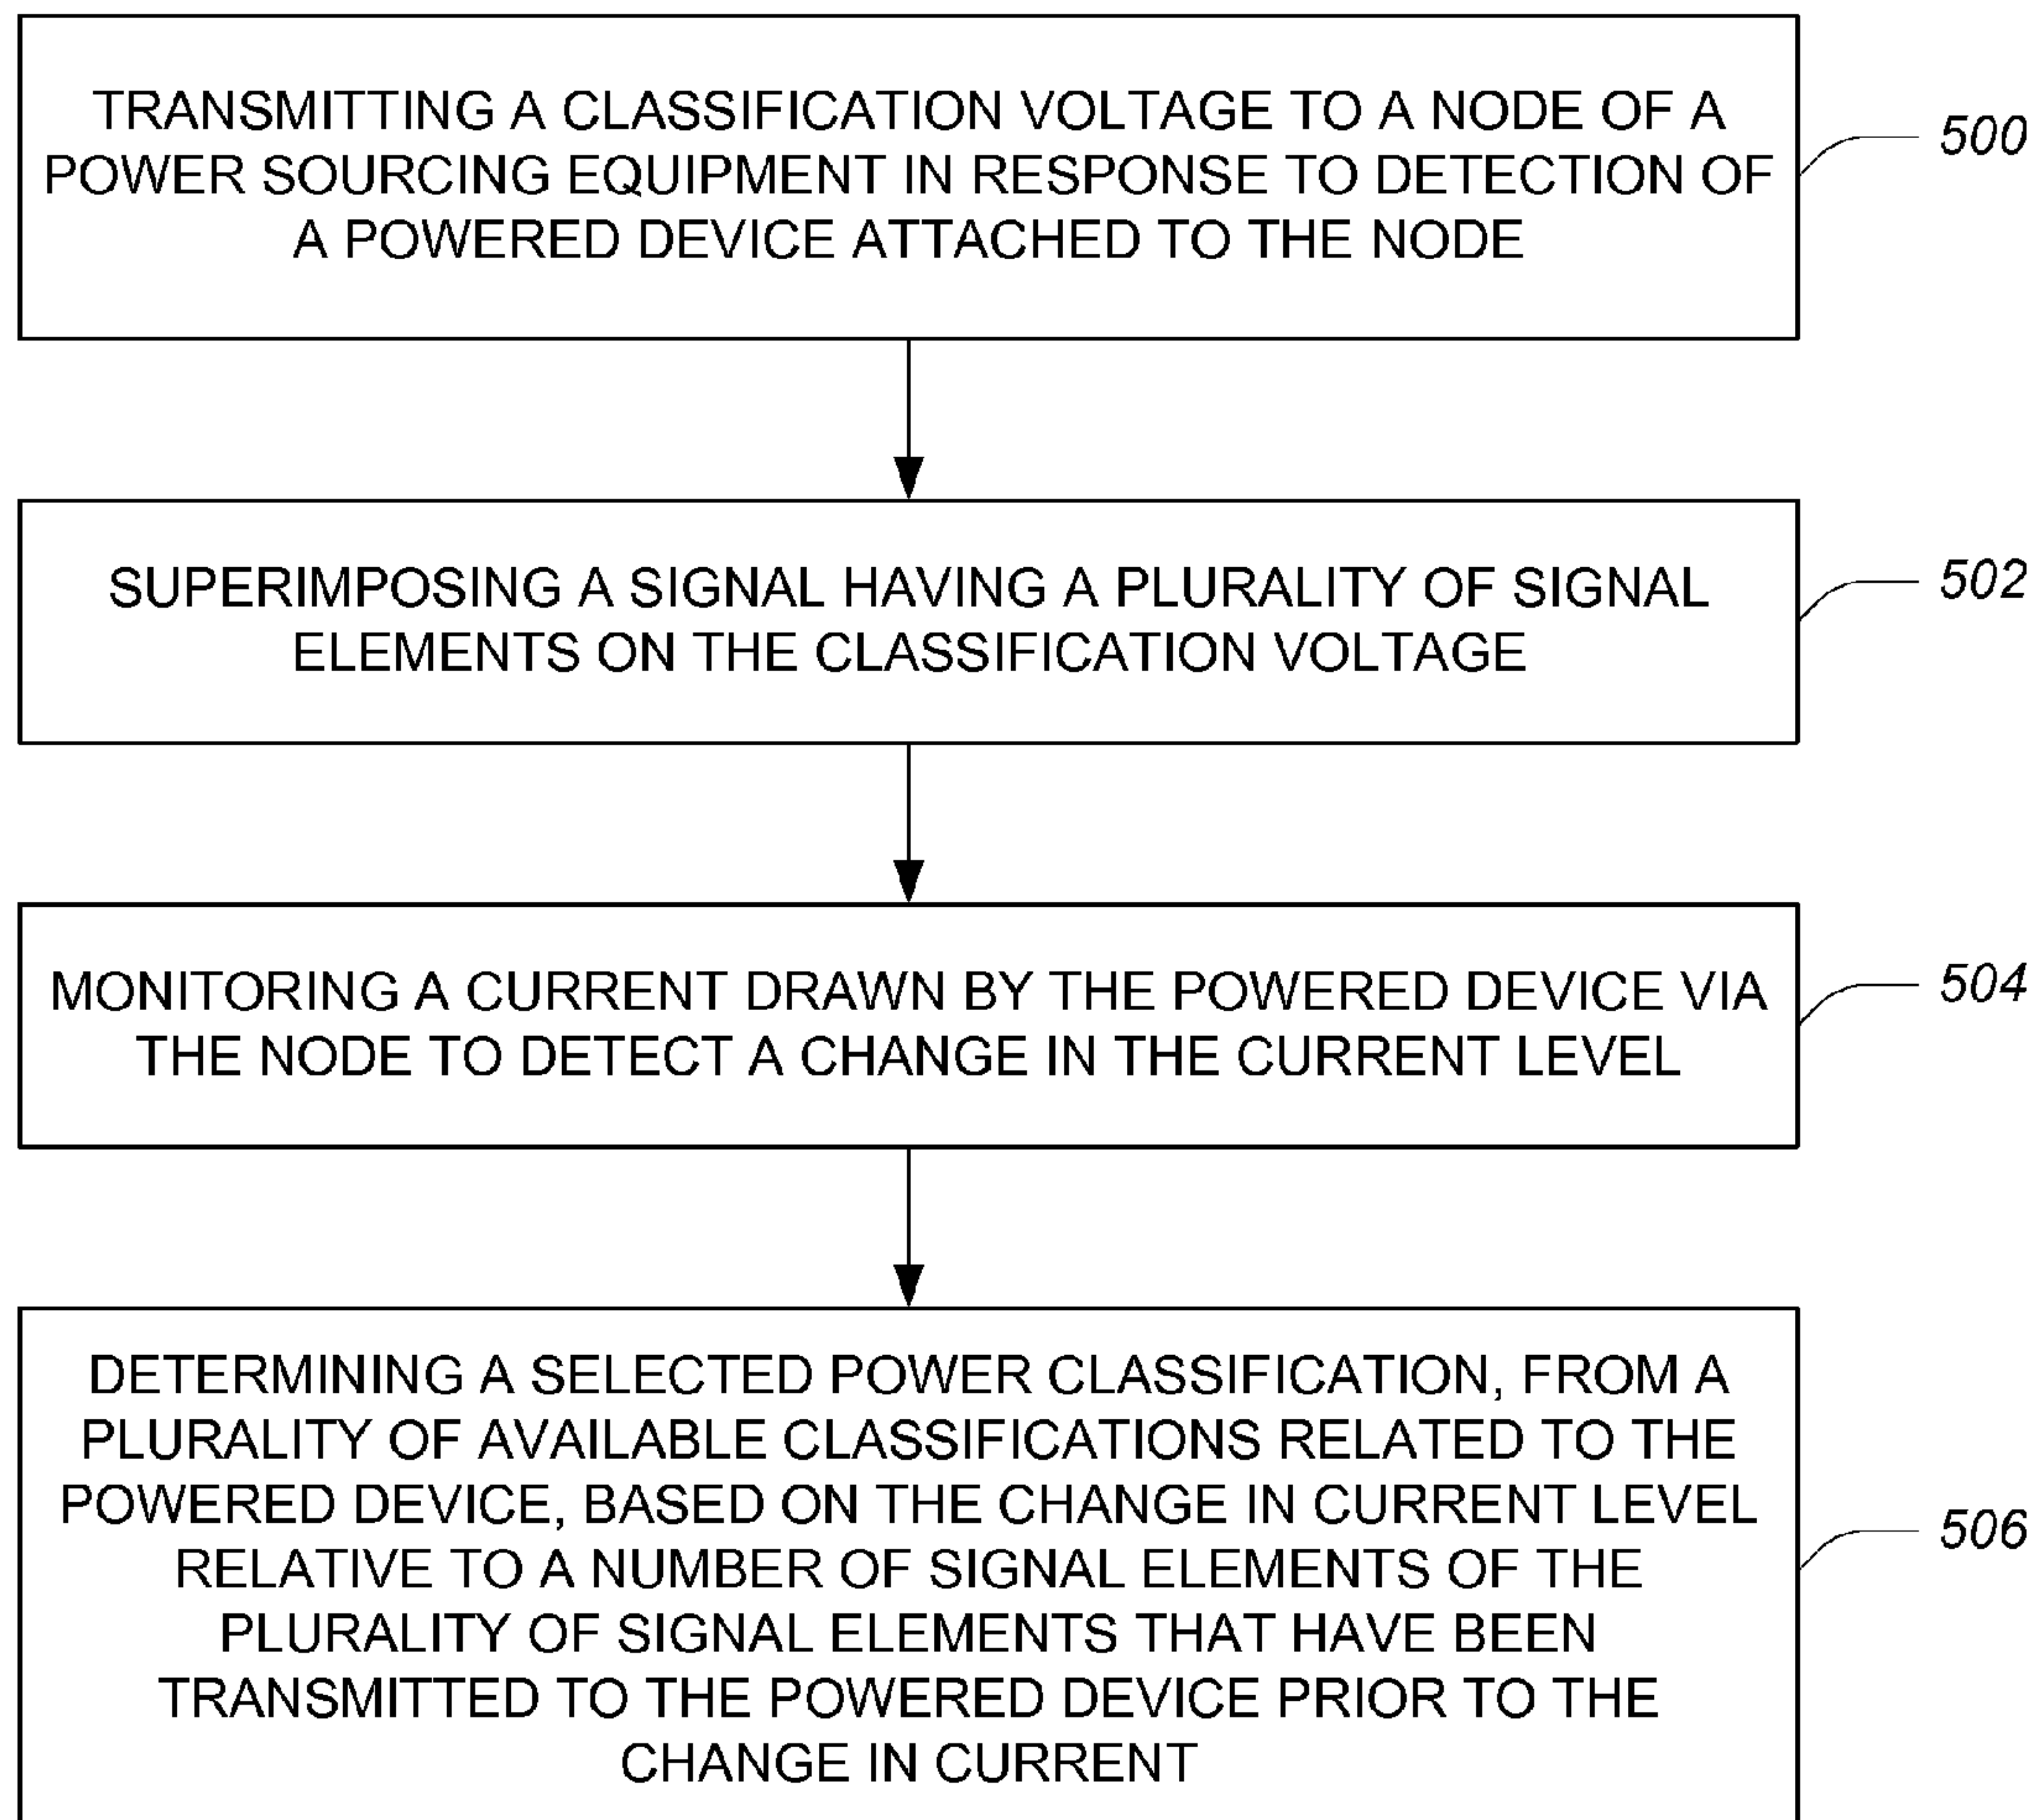 TRANSMITTING A CLASSIFICATION VOLTAGE TO A NODE OF A
POWER SOURCING EQUIPMENT IN RESPONSE TO DETECTION OF
A POWERED DEVICE ATTACHED TO THE NODE
500
SUPERIMPOSING A SIGNAL HAVING A PLURALITY OF SIGNAL
ELEMENTS ON THE CLASSIFICATION VOLTAGE
502
MONITORING A CURRENT DRAWN BY THE POWERED DEVICE VIA
THE NODE TO DETECT A CHANGE IN THE CURRENT LEVEL
504
DETERMINING A SELECTED POWER CLASSIFICATION, FROM A
PLURALITY OF AVAILABLE CLASSIFICATIONS RELATED TO THE
POWERED DEVICE, BASED ON THE CHANGE IN CURRENT LEVEL
RELATIVE TO A NUMBER OF SIGNAL ELEMENTS OF THE
PLURALITY OF SIGNAL ELEMENTS THAT HAVE BEEN
TRANSMITTED TO THE POWERED DEVICE PRIOR TO THE
CHANGE IN CURRENT
506